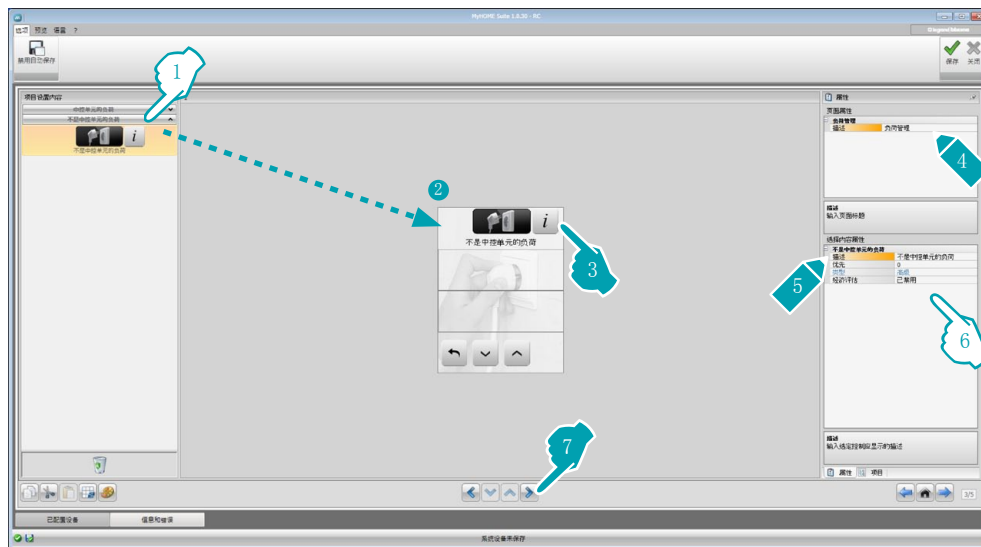 MyHOME Suite 1.0.30 - RC
选项 预览 语言 ?
禁用自动保存
保存 关闭
1
项目设置内容
中控单元的负荷
不是中控单元的负荷
i
不是中控单元的负荷
2
i
不是中控单元的负荷
3
属性
页面属性
负荷管理
描述 负荷管理
4
描述
输入页面标题
选择内容属性
不是中控单元的负荷
描述 不是中控单元的负荷
优先 0
类型 高级
经济评估 已禁用
5
6
描述
输入选定控制应显示的描述
属性 项目
7
3/5
已配置设备 信息和错误
系统设备未保存